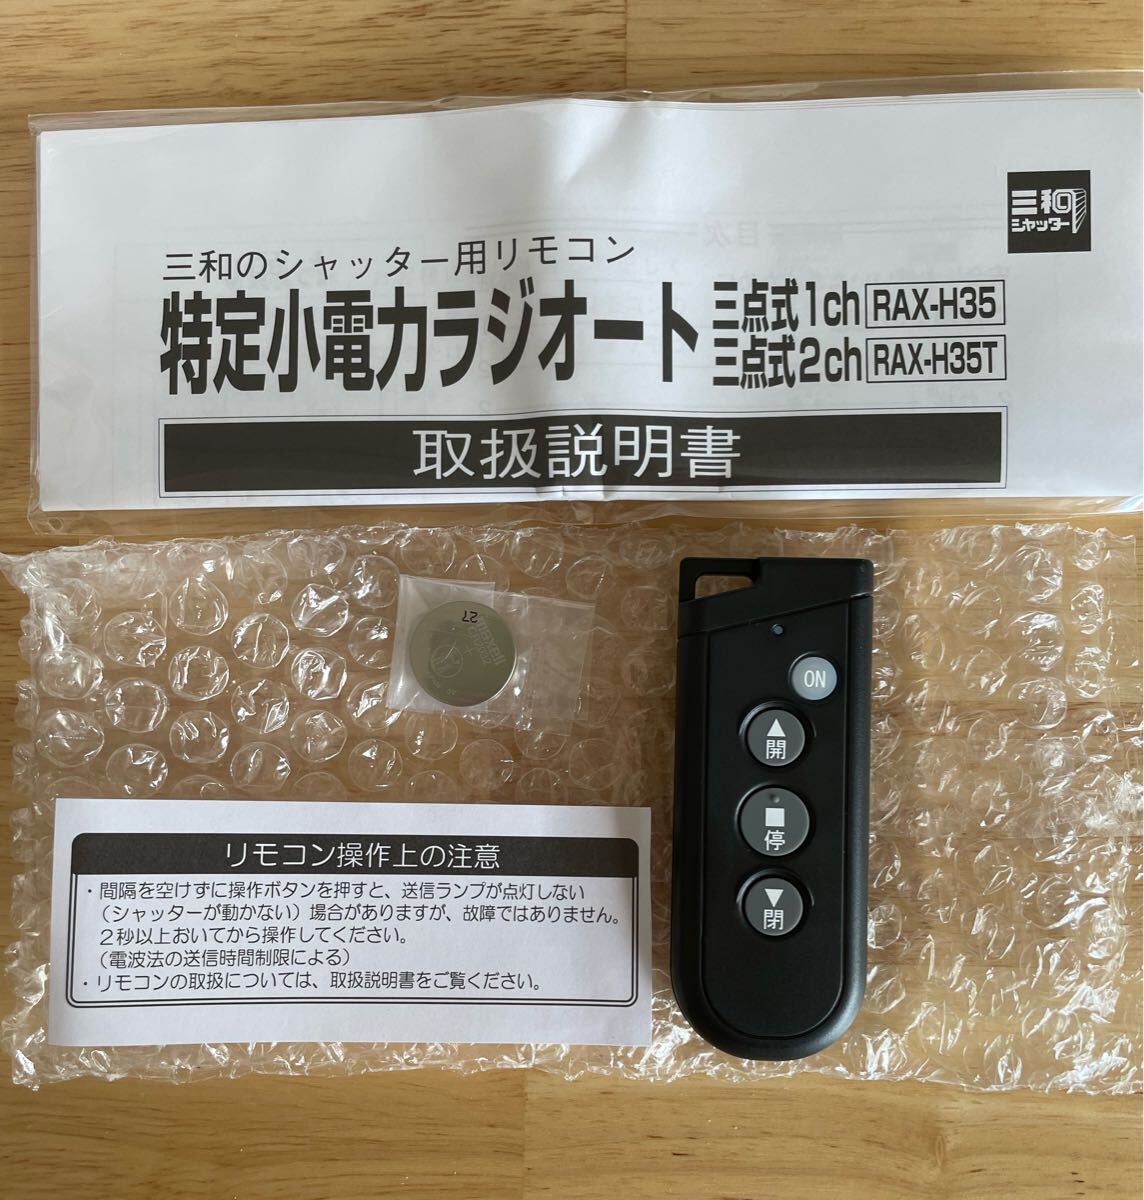 三和
シャッター
三和のシャッター用リモコン
特定小電力ラジオート
三点式1ch RAX-H35
三点式2ch RAX-H35T
取扱説明書
目次
27
maxell
ON
▲
開
■
停
▼
閉
リモコン操作上の注意
・間隔を空けずに操作ボタンを押すと、送信ランプが点灯しない
（シャッターが動かない）場合がありますが、故障ではありません。
２秒以上おいてから操作してください。
（電波法の送信時間制限による）
・リモコンの取扱については、取扱説明書をご覧ください。